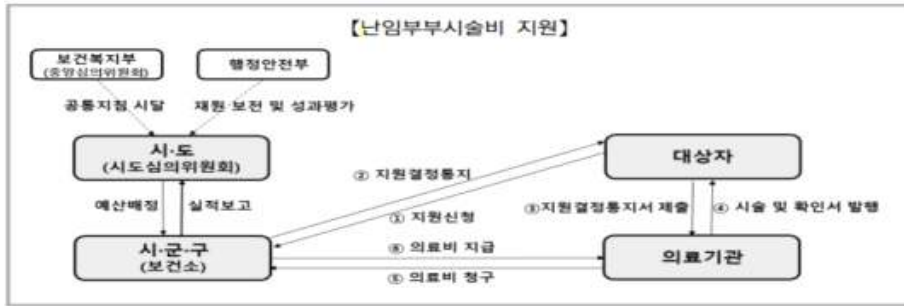 【난임부부시술비 지원】
보건복지부
(중앙심의위원회)
행정안전부
공통지침 시달
재원·보전 및 성과평가
시·도
(시도심의위원회)
대상자
② 지원결정통지
예산배정
실적보고
① 지원신청
③지원결정통지서 제출
④ 시술 및 확인서 발행
시·군·구
(보건소)
⑥ 의료비 지급
의료기관
⑤ 의료비 청구